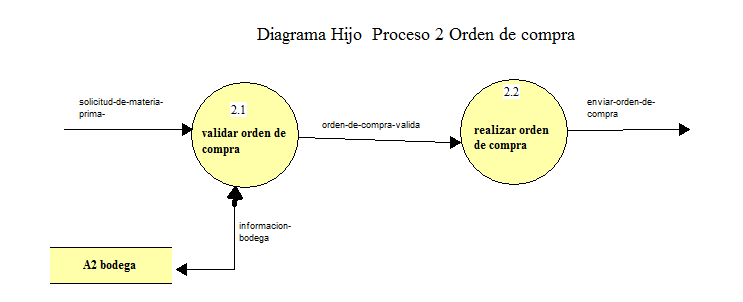 Diagrama Hijo  Proceso 2 Orden de compra
solicitud-de-materia-
prima-
2.1
validar orden de
compra
orden-de-compra-valida
2.2
realizar orden
de compra
enviar-orden-de-
compra
informacion-
bodega
A2 bodega